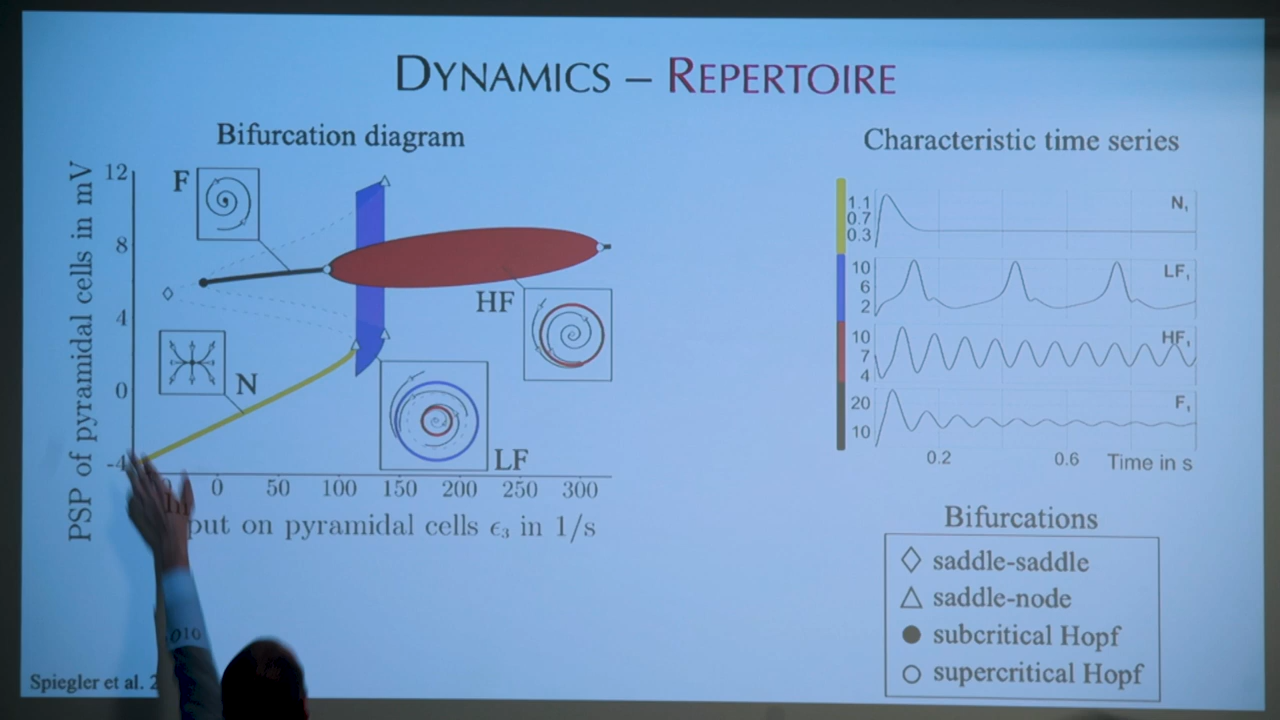 DYNAMICS – REPERTOIRE
Bifurcation diagram
PSP of pyramidal cells in mV
12
8
4
0
-4
F
N
HF
LF
0 50 100 150 200 250 300
put on pyramidal cells ϵ₃ in 1/s
Characteristic time series
1.1
0.7
0.3
N₁
10
6
2
LF₁
10
7
4
HF₁
20
10
F₁
0.2 0.6 Time in s
Bifurcations
saddle-saddle
saddle-node
subcritical Hopf
supercritical Hopf
Spiegler et al. 2010